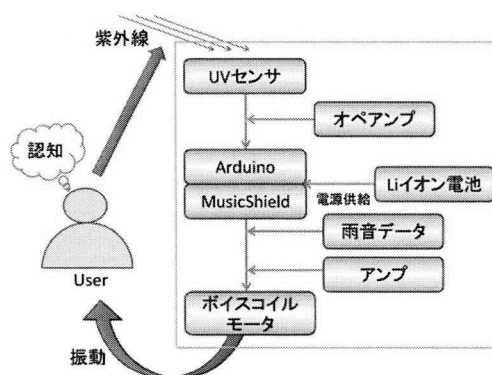 紫外線
UVセンサ
オペアンプ
認知
Arduino
MusicShield
Liイオン電池
電源供給
雨音データ
アンプ
User
ボイスコイル
モータ
振動